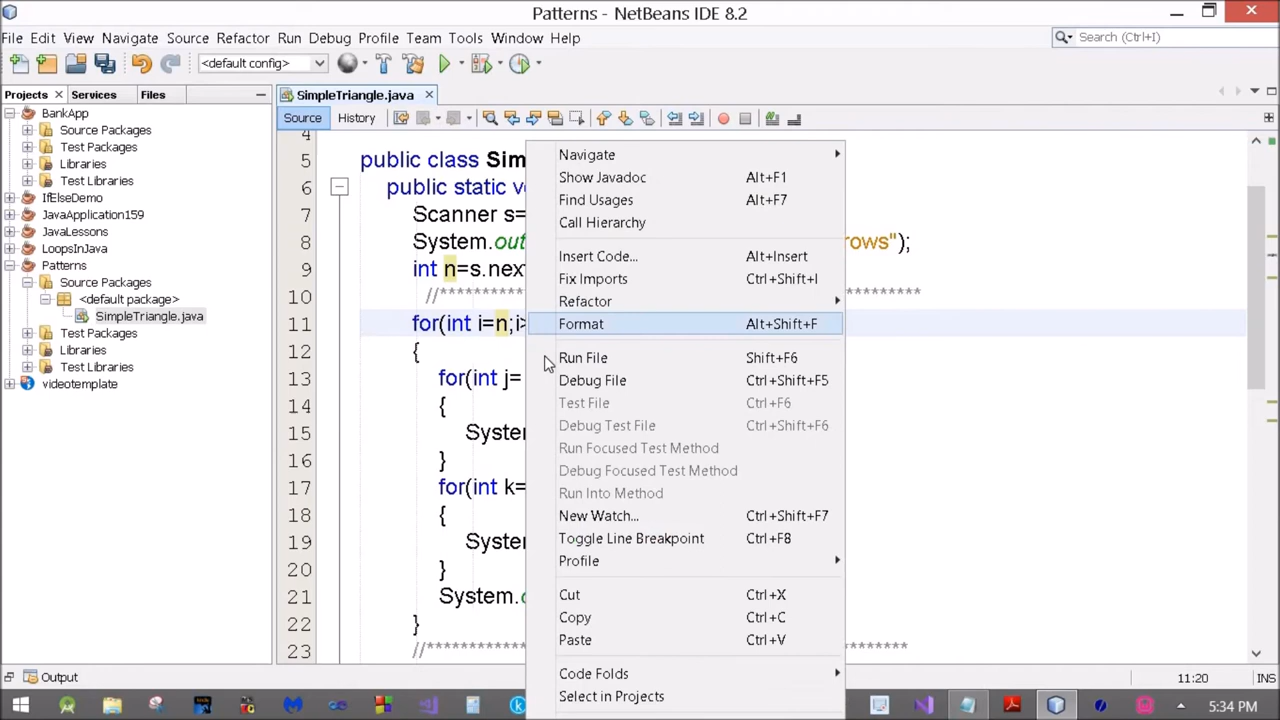 Patterns - NetBeans IDE 8.2
File Edit View Navigate Source Refactor Run Debug Profile Team Tools Window Help
Search (Ctrl+I)
<default config>
Projects Services Files
SimpleTriangle.java
Source History
BankApp
Source Packages
Test Packages
Libraries
Test Libraries
IfElseDemo
JavaApplication159
JavaLessons
LoopsInJava
Patterns
Source Packages
<default package>
SimpleTriangle.java
Test Packages
Libraries
Test Libraries
videotemplate
4
5 public class Sim
6 public static v
7 Scanner s=
8 System.out rows");
9 int n=s.nex
10 //****************************
11 for(int i=n;i>
12 {
13 for(int j=
14 {
15 System
16 }
17 for(int k=
18 {
19 System
20 }
21 System.
22 }
23 //****************************
Navigate
Show Javadoc Alt+F1
Find Usages Alt+F7
Call Hierarchy
Insert Code... Alt+Insert
Fix Imports Ctrl+Shift+I
Refactor
Format Alt+Shift+F
Run File Shift+F6
Debug File Ctrl+Shift+F5
Test File Ctrl+F6
Debug Test File Ctrl+Shift+F6
Run Focused Test Method
Debug Focused Test Method
Run Into Method
New Watch... Ctrl+Shift+F7
Toggle Line Breakpoint Ctrl+F8
Profile
Cut Ctrl+X
Copy Ctrl+C
Paste Ctrl+V
Code Folds
Select in Projects
Output
11:20 INS
5:34 PM